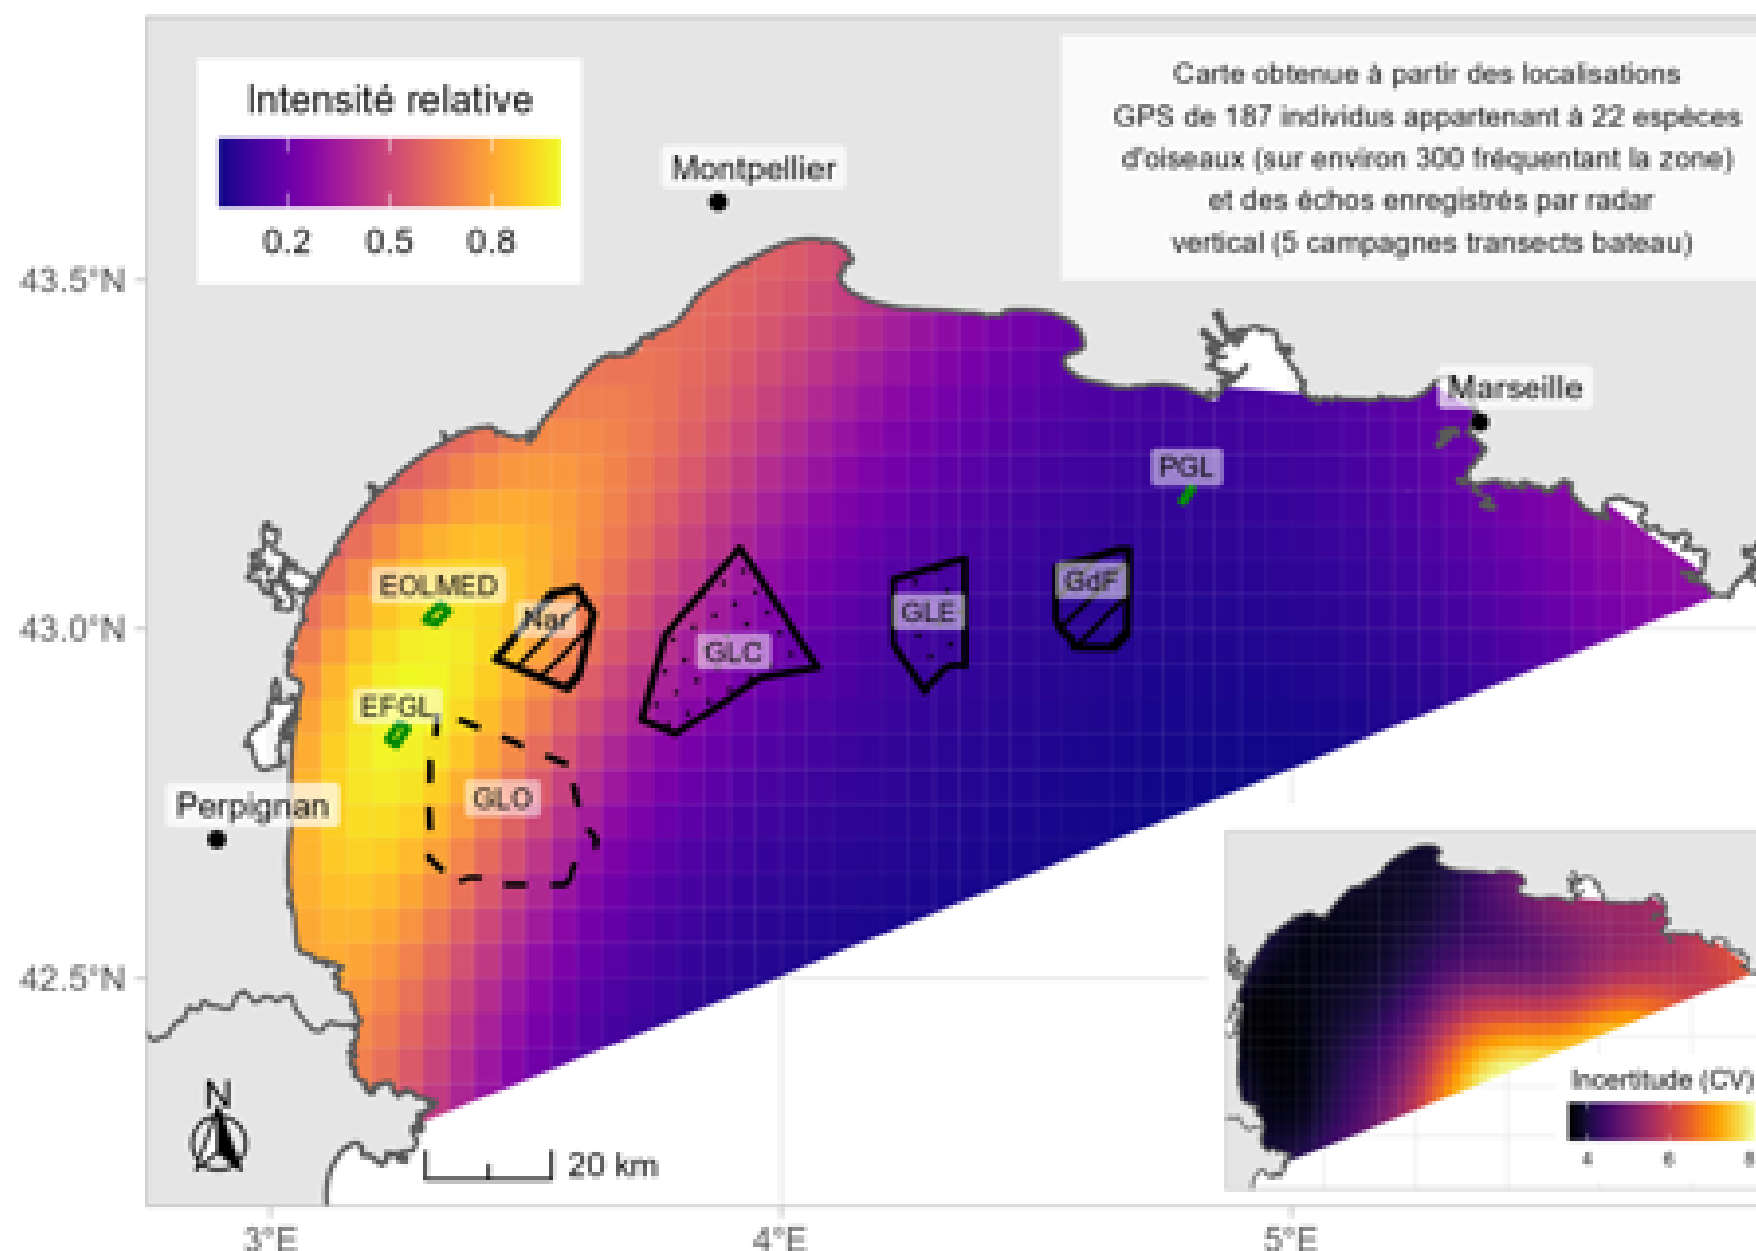 Intensité relative
0.2 0.5 0.8
Carte obtenue à partir des localisations
GPS de 187 individus appartenant à 22 espèces
d'oiseaux (sur environ 300 fréquentant la zone)
et des échos enregistrés par radar
vertical (5 campagnes transects bateau)
Montpellier
43.5°N
Marseille
PGL
EOLMED
Nar
GdF
GLE
43.0°N
GLC
EFGL
GLO
Perpignan
42.5°N
Incertitude (CV)
4 6 8
N
20 km
3°E 4°E 5°E